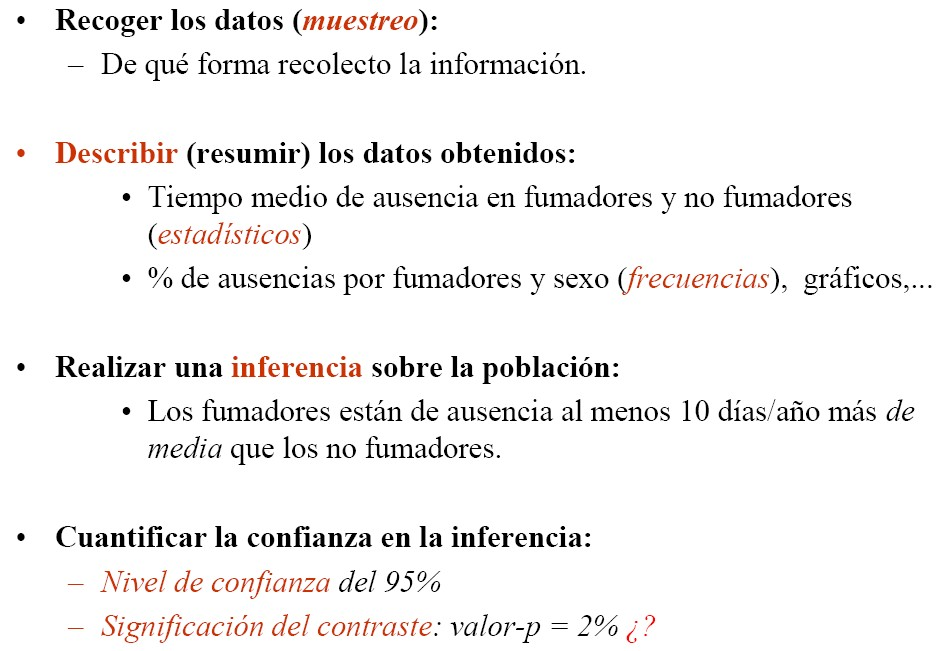 • Recoger los datos (muestreo):
– De qué forma recolecto la información.
• Describir (resumir) los datos obtenidos:
• Tiempo medio de ausencia en fumadores y no fumadores
(estadísticos)
• % de ausencias por fumadores y sexo (frecuencias), gráficos,...
• Realizar una inferencia sobre la población:
• Los fumadores están de ausencia al menos 10 días/año más de
media que los no fumadores.
• Cuantificar la confianza en la inferencia:
– Nivel de confianza del 95%
– Significación del contraste: valor-p = 2% ¿?